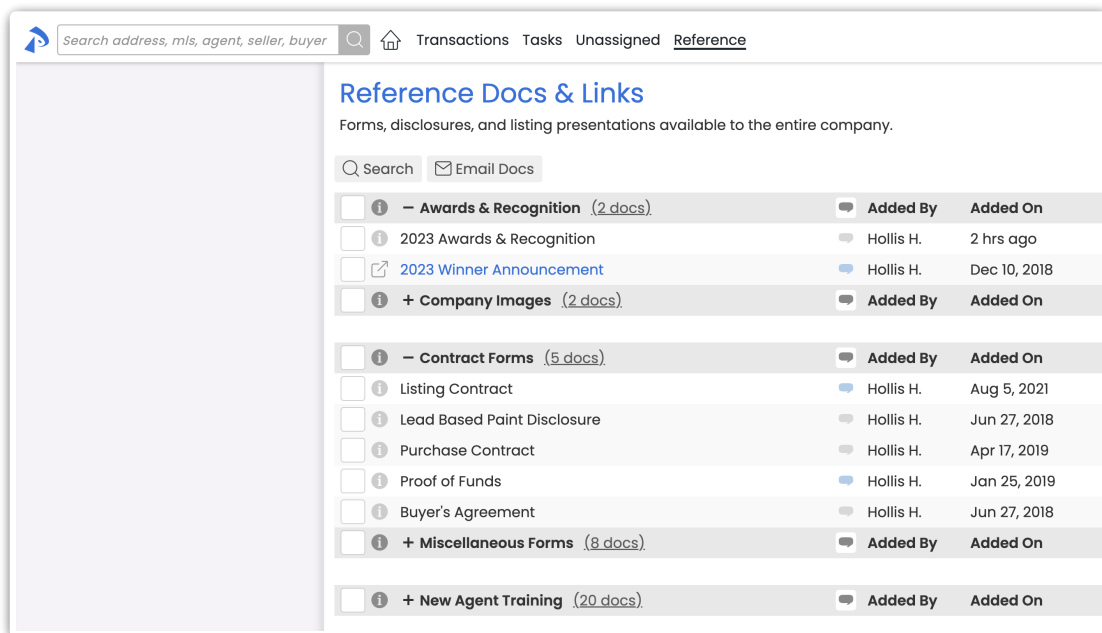 Search address, mls, agent, seller, buyer Transactions Tasks Unassigned Reference
Reference Docs & Links
Forms, disclosures, and listing presentations available to the entire company.
Search Email Docs
− Awards & Recognition (2 docs) Added By Added On
2023 Awards & Recognition Hollis H. 2 hrs ago
2023 Winner Announcement Hollis H. Dec 10, 2018
+ Company Images (2 docs) Added By Added On
− Contract Forms (5 docs) Added By Added On
Listing Contract Hollis H. Aug 5, 2021
Lead Based Paint Disclosure Hollis H. Jun 27, 2018
Purchase Contract Hollis H. Apr 17, 2019
Proof of Funds Hollis H. Jan 25, 2019
Buyer's Agreement Hollis H. Jun 27, 2018
+ Miscellaneous Forms (8 docs) Added By Added On
+ New Agent Training (20 docs) Added By Added On